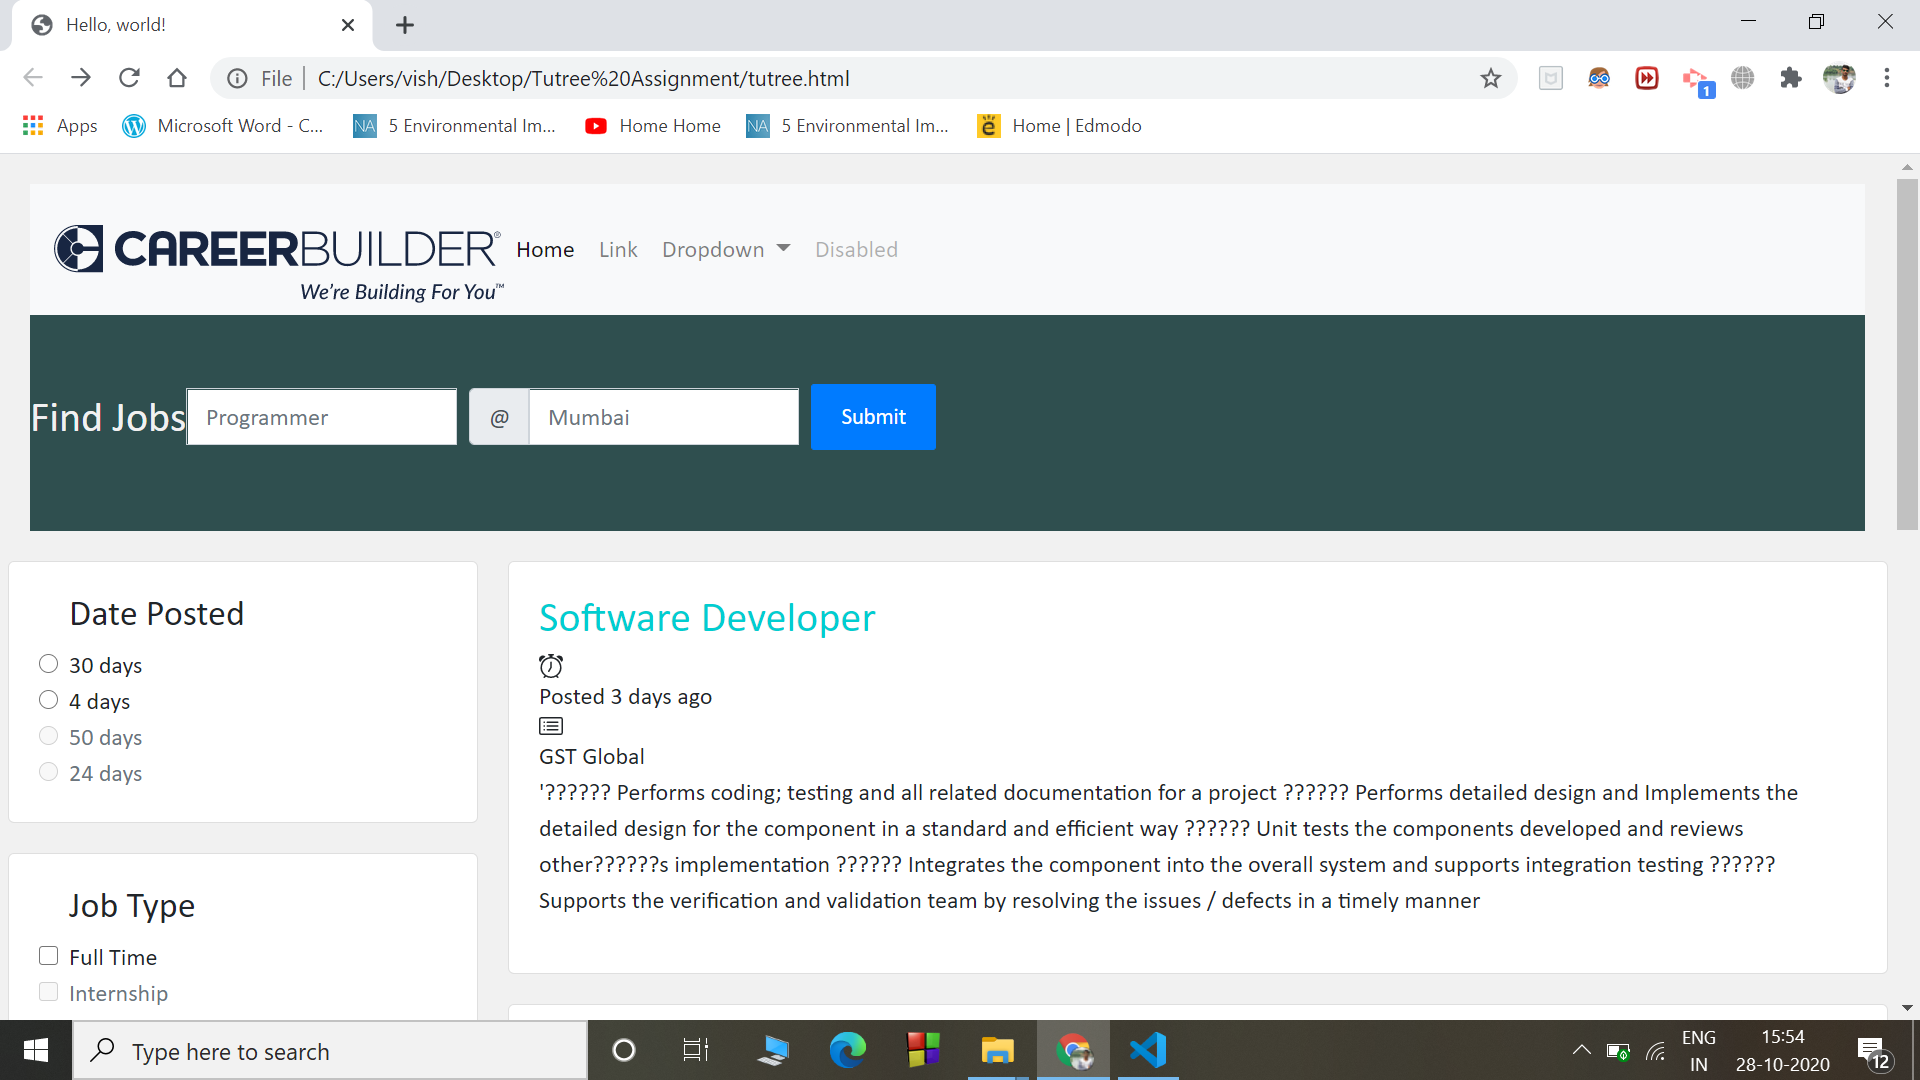 Hello, world!
File | C:/Users/vish/Desktop/Tutree%20Assignment/tutree.html
1
Apps Microsoft Word - C... NA 5 Environmental Im... Home Home NA 5 Environmental Im... Home | Edmodo
CAREERBUILDER® Home Link Dropdown Disabled
We're Building For You™
Find Jobs Programmer @ Mumbai Submit
Date Posted
30 days
4 days
50 days
24 days
Job Type
Full Time
Internship
Software Developer
Posted 3 days ago
GST Global
'?????? Performs coding; testing and all related documentation for a project ?????? Performs detailed design and Implements the
detailed design for the component in a standard and efficient way ?????? Unit tests the components developed and reviews
other??????s implementation ?????? Integrates the component into the overall system and supports integration testing ??????
Supports the verification and validation team by resolving the issues / defects in a timely manner
Type here to search
ENG
IN
15:54
28-10-2020
12